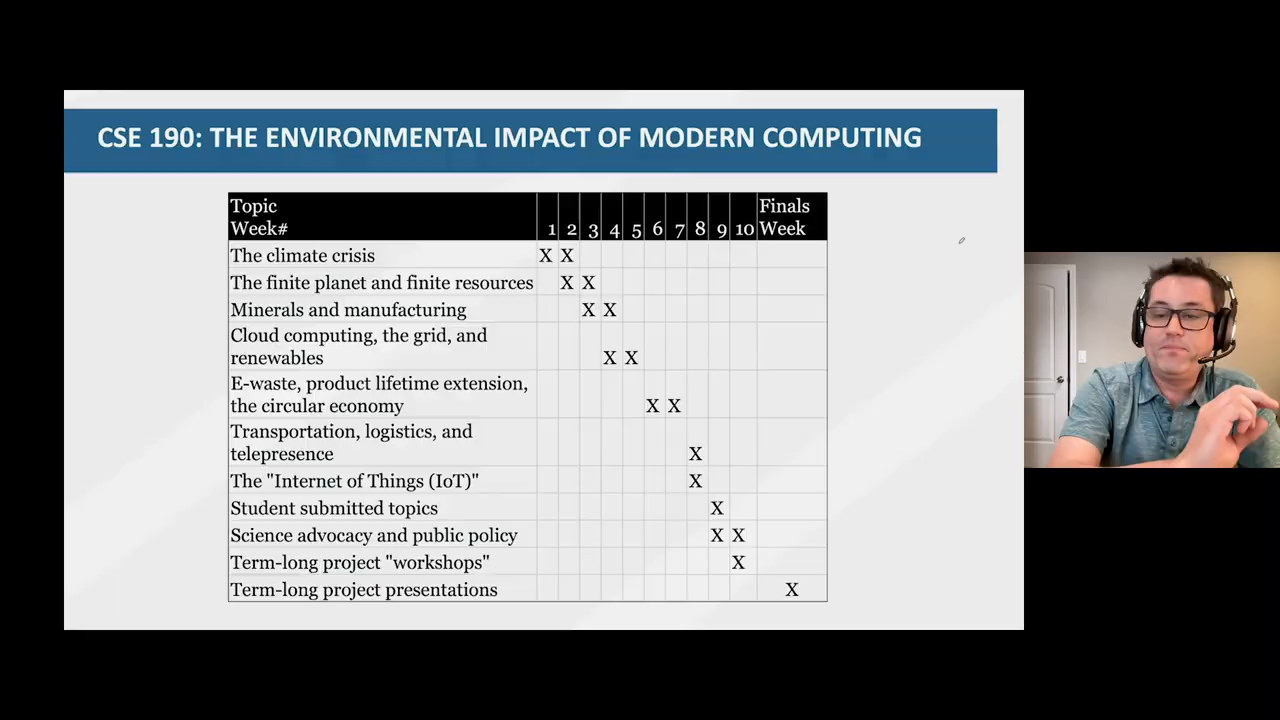 CSE 190: THE ENVIRONMENTAL IMPACT OF MODERN COMPUTING
Topic
Week# 1 2 3 4 5 6 7 8 9 10 Finals Week
The climate crisis X X
The finite planet and finite resources X X
Minerals and manufacturing X X
Cloud computing, the grid, and
renewables X X
E-waste, product lifetime extension,
the circular economy X X
Transportation, logistics, and
telepresence X
The "Internet of Things (IoT)" X
Student submitted topics X
Science advocacy and public policy X X
Term-long project "workshops" X
Term-long project presentations X